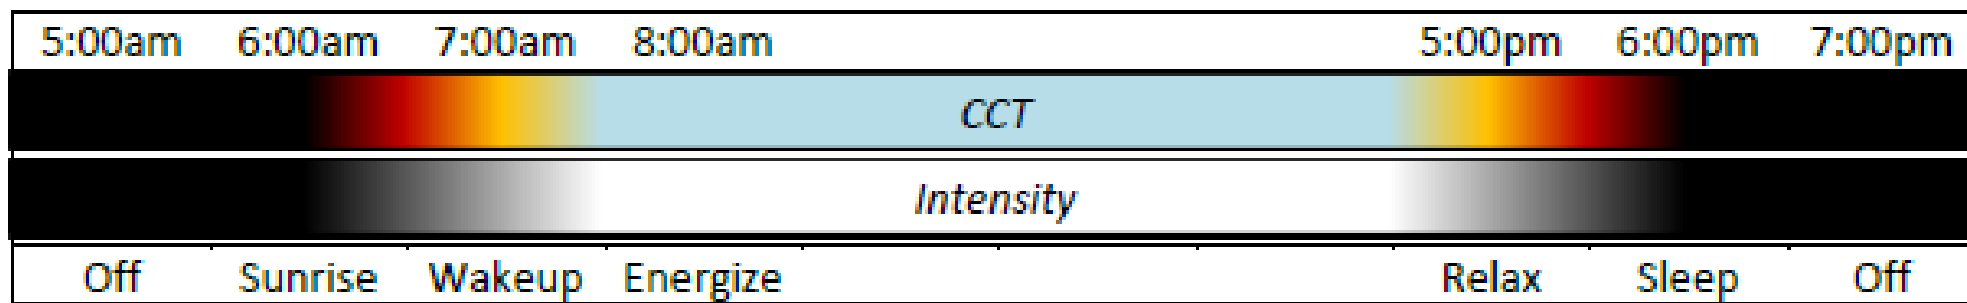 5:00am 6:00am 7:00am 8:00am 5:00pm 6:00pm 7:00pm
CCT
Intensity
Off Sunrise Wakeup Energize Relax Sleep Off